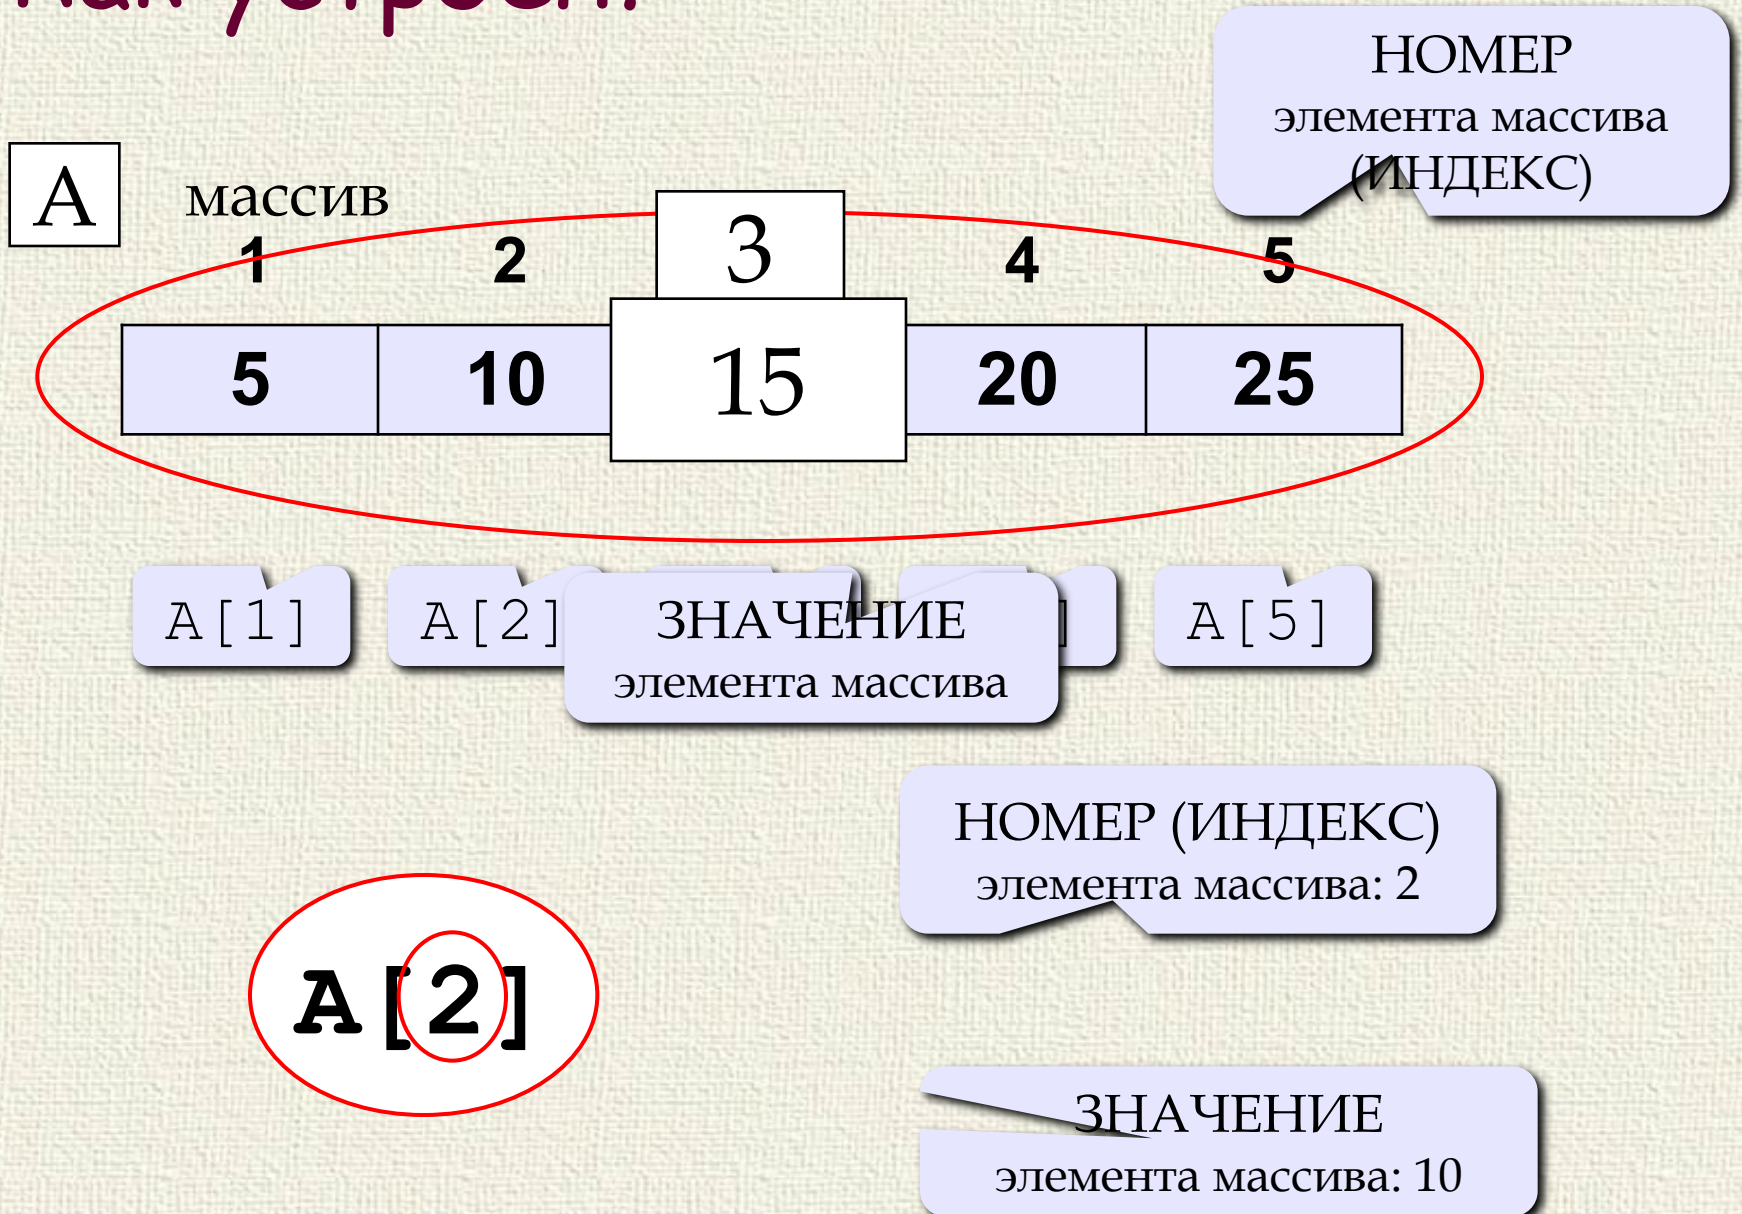 НОМЕР
элемента массива
(ИНДЕКС)
A массив
1 2 3 4 5
5 10 15 20 25
A[1] A[2] ] A[5]
ЗНАЧЕНИЕ
элемента массива
НОМЕР (ИНДЕКС)
элемента массива: 2
A[2]
ЗНАЧЕНИЕ
элемента массива: 10